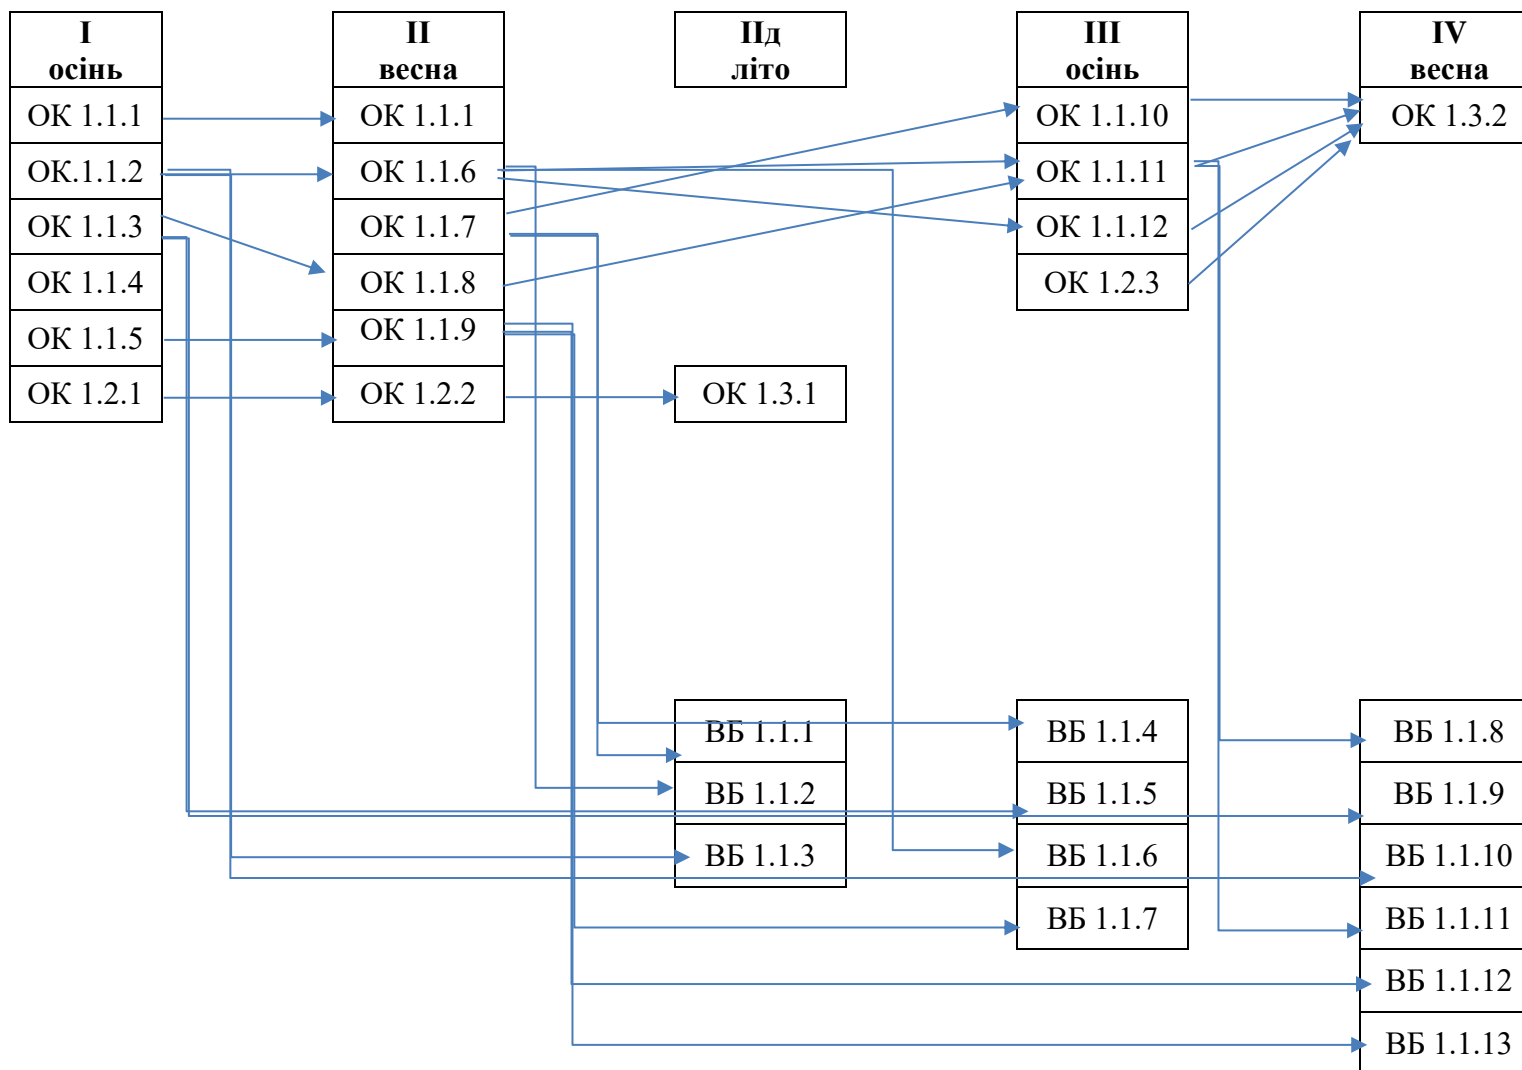 I
осінь
II
весна
IIд
літо
III
осінь
IV
весна
ОК 1.1.1
ОК 1.1.1
ОК 1.1.10
ОК 1.3.2
ОК.1.1.2
ОК 1.1.6
ОК 1.1.11
ОК 1.1.3
ОК 1.1.7
ОК 1.1.12
ОК 1.1.4
ОК 1.1.8
ОК 1.2.3
ОК 1.1.5
ОК 1.1.9
ОК 1.2.1
ОК 1.2.2
ОК 1.3.1
ВБ 1.1.1
ВБ 1.1.4
ВБ 1.1.8
ВБ 1.1.2
ВБ 1.1.5
ВБ 1.1.9
ВБ 1.1.3
ВБ 1.1.6
ВБ 1.1.10
ВБ 1.1.7
ВБ 1.1.11
ВБ 1.1.12
ВБ 1.1.13